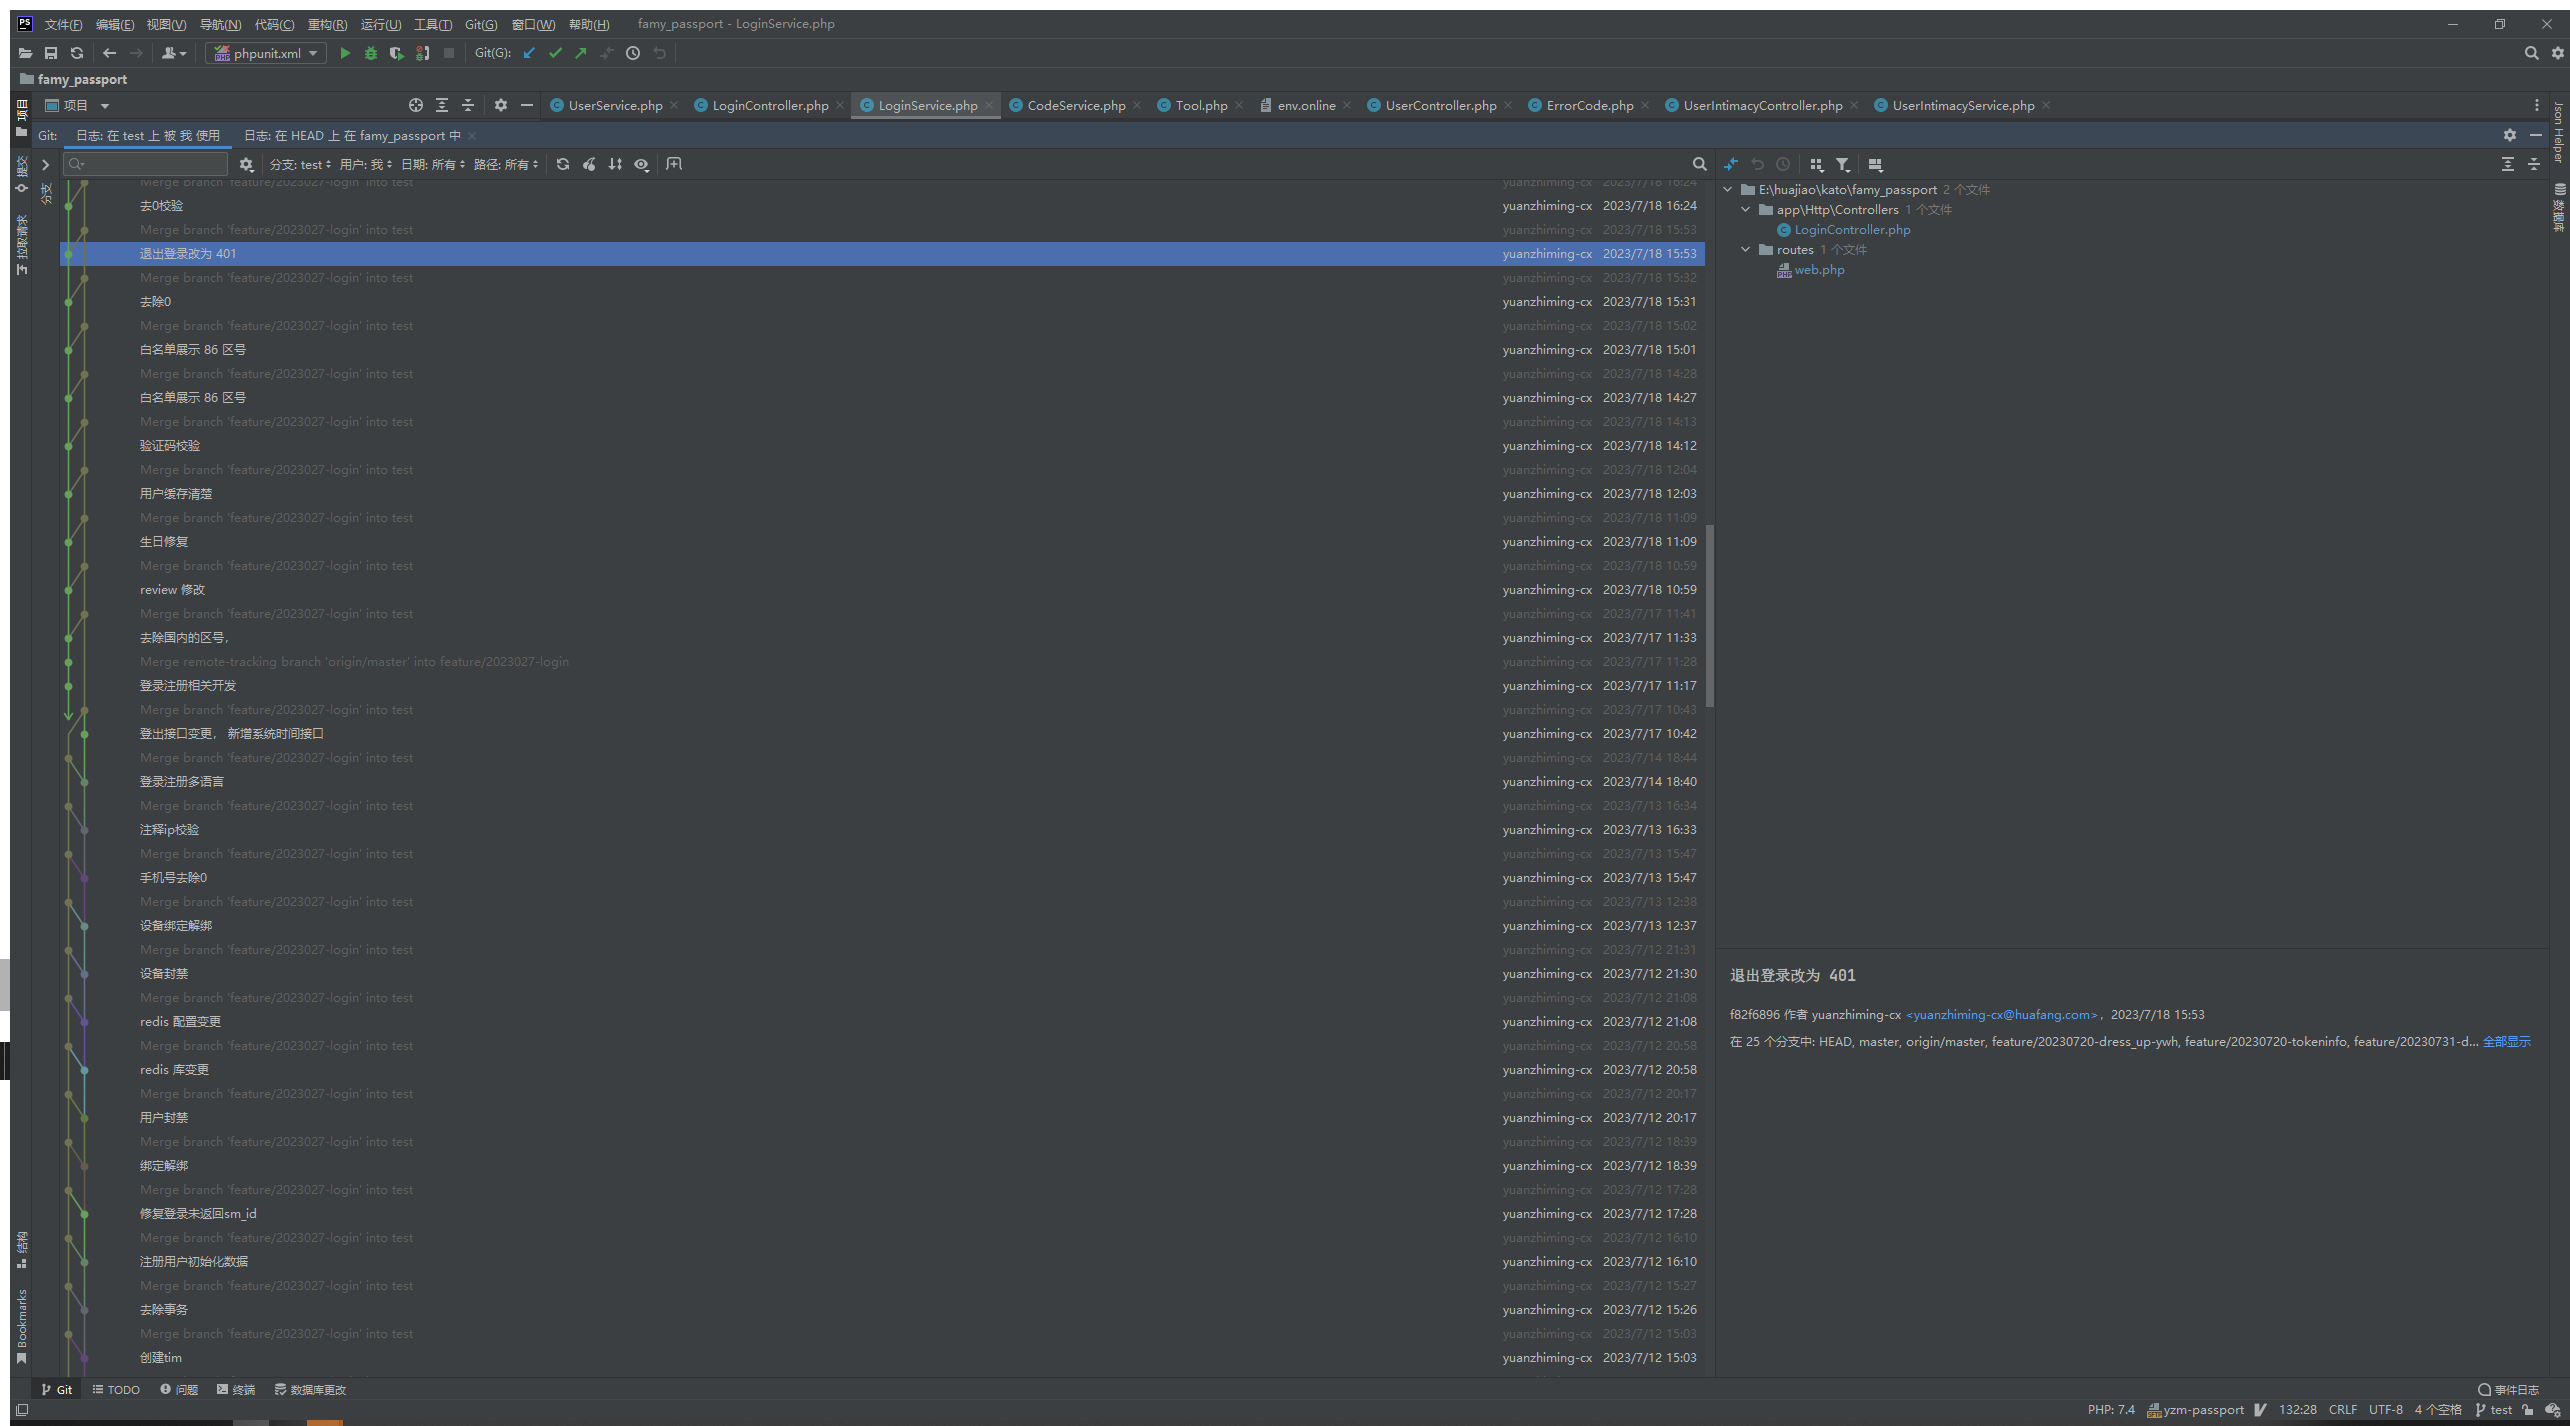 文件(F) 编辑(E) 视图(V) 导航(N) 代码(C) 重构(R) 运行(U) 工具(T) Git(G) 窗口(W) 帮助(H) famy_passport - LoginService.php
phpunit.xml Git(G):
famy_passport
项目 UserService.php LoginController.php LoginService.php CodeService.php Tool.php env.online UserController.php ErrorCode.php UserIntimacyController.php UserIntimacyService.php
Git: 日志: 在 test 上 被 我 使用 日志: 在 HEAD 上 在 famy_passport 中
分支: test 用户: 我 日期: 所有 路径: 所有
Merge branch 'feature/2023027-login' into test yuanzhiming-cx 2023/7/18 16:24
去0校验 yuanzhiming-cx 2023/7/18 16:24
Merge branch 'feature/2023027-login' into test yuanzhiming-cx 2023/7/18 15:53
退出登录改为 401 yuanzhiming-cx 2023/7/18 15:53
Merge branch 'feature/2023027-login' into test yuanzhiming-cx 2023/7/18 15:32
去除0 yuanzhiming-cx 2023/7/18 15:31
Merge branch 'feature/2023027-login' into test yuanzhiming-cx 2023/7/18 15:02
白名单展示 86 区号 yuanzhiming-cx 2023/7/18 15:01
Merge branch 'feature/2023027-login' into test yuanzhiming-cx 2023/7/18 14:28
白名单展示 86 区号 yuanzhiming-cx 2023/7/18 14:27
Merge branch 'feature/2023027-login' into test yuanzhiming-cx 2023/7/18 14:13
验证码校验 yuanzhiming-cx 2023/7/18 14:12
Merge branch 'feature/2023027-login' into test yuanzhiming-cx 2023/7/18 12:04
用户缓存清楚 yuanzhiming-cx 2023/7/18 12:03
Merge branch 'feature/2023027-login' into test yuanzhiming-cx 2023/7/18 11:09
生日修复 yuanzhiming-cx 2023/7/18 11:09
Merge branch 'feature/2023027-login' into test yuanzhiming-cx 2023/7/18 10:59
review 修改 yuanzhiming-cx 2023/7/18 10:59
Merge branch 'feature/2023027-login' into test yuanzhiming-cx 2023/7/17 11:41
去除国内的区号, yuanzhiming-cx 2023/7/17 11:33
Merge remote-tracking branch 'origin/master' into feature/2023027-login yuanzhiming-cx 2023/7/17 11:28
登录注册相关开发 yuanzhiming-cx 2023/7/17 11:17
Merge branch 'feature/2023027-login' into test yuanzhiming-cx 2023/7/17 10:43
登出接口变更， 新增系统时间接口 yuanzhiming-cx 2023/7/17 10:42
Merge branch 'feature/2023027-login' into test yuanzhiming-cx 2023/7/14 18:44
登录注册多语言 yuanzhiming-cx 2023/7/14 18:40
Merge branch 'feature/2023027-login' into test yuanzhiming-cx 2023/7/13 16:34
注释ip校验 yuanzhiming-cx 2023/7/13 16:33
Merge branch 'feature/2023027-login' into test yuanzhiming-cx 2023/7/13 15:47
手机号去除0 yuanzhiming-cx 2023/7/13 15:47
Merge branch 'feature/2023027-login' into test yuanzhiming-cx 2023/7/13 12:38
设备绑定解绑 yuanzhiming-cx 2023/7/13 12:37
Merge branch 'feature/2023027-login' into test yuanzhiming-cx 2023/7/12 21:31
设备封禁 yuanzhiming-cx 2023/7/12 21:30
Merge branch 'feature/2023027-login' into test yuanzhiming-cx 2023/7/12 21:08
redis 配置变更 yuanzhiming-cx 2023/7/12 21:08
Merge branch 'feature/2023027-login' into test yuanzhiming-cx 2023/7/12 20:58
redis 库变更 yuanzhiming-cx 2023/7/12 20:58
Merge branch 'feature/2023027-login' into test yuanzhiming-cx 2023/7/12 20:17
用户封禁 yuanzhiming-cx 2023/7/12 20:17
Merge branch 'feature/2023027-login' into test yuanzhiming-cx 2023/7/12 18:39
绑定解绑 yuanzhiming-cx 2023/7/12 18:39
Merge branch 'feature/2023027-login' into test yuanzhiming-cx 2023/7/12 17:28
修复登录未返回sm_id yuanzhiming-cx 2023/7/12 17:28
Merge branch 'feature/2023027-login' into test yuanzhiming-cx 2023/7/12 16:10
注册用户初始化数据 yuanzhiming-cx 2023/7/12 16:10
Merge branch 'feature/2023027-login' into test yuanzhiming-cx 2023/7/12 15:27
去除事务 yuanzhiming-cx 2023/7/12 15:26
Merge branch 'feature/2023027-login' into test yuanzhiming-cx 2023/7/12 15:03
创建tim yuanzhiming-cx 2023/7/12 15:03
E:\huajiao\kato\famy_passport 2 个文件
app\Http\Controllers 1 个文件
LoginController.php
routes 1 个文件
web.php
退出登录改为 401
f82f6896 作者 yuanzhiming-cx <yuanzhiming-cx@huafang.com>， 2023/7/18 15:53
在 25 个分支中: HEAD, master, origin/master, feature/20230720-dress_up-ywh, feature/20230720-tokeninfo, feature/20230731-d... 全部显示
项目
提交
拉取请求
分支
结构
Bookmarks
Json Helper
数据库
Git TODO 问题 终端 数据库更改 事件日志
PHP: 7.4 yzm-passport 132:28 CRLF UTF-8 4 个空格 test